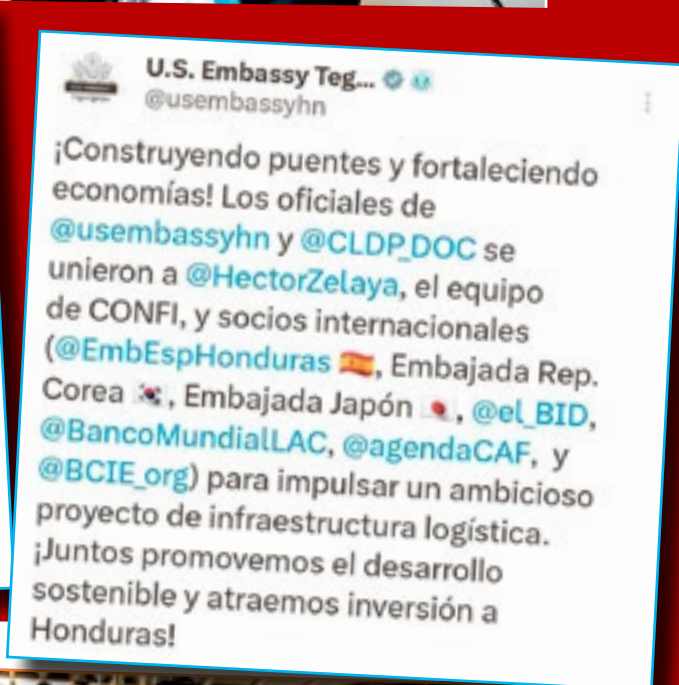 U.S. Embassy Teg...
@usembassyhn
¡Construyendo puentes y fortaleciendo
economías! Los oficiales de
@usembassyhn y @CLDP_DOC se
unieron a @HectorZelaya, el equipo
de CONFI, y socios internacionales
(@EmbEspHonduras 🇪🇸, Embajada Rep.
Corea 🇰🇷, Embajada Japón 🇯🇵, @el_BID,
@BancoMundialLAC, @agendaCAF, y
@BCIE_org) para impulsar un ambicioso
proyecto de infraestructura logística.
¡Juntos promovemos el desarrollo
sostenible y atraemos inversión a
Honduras!